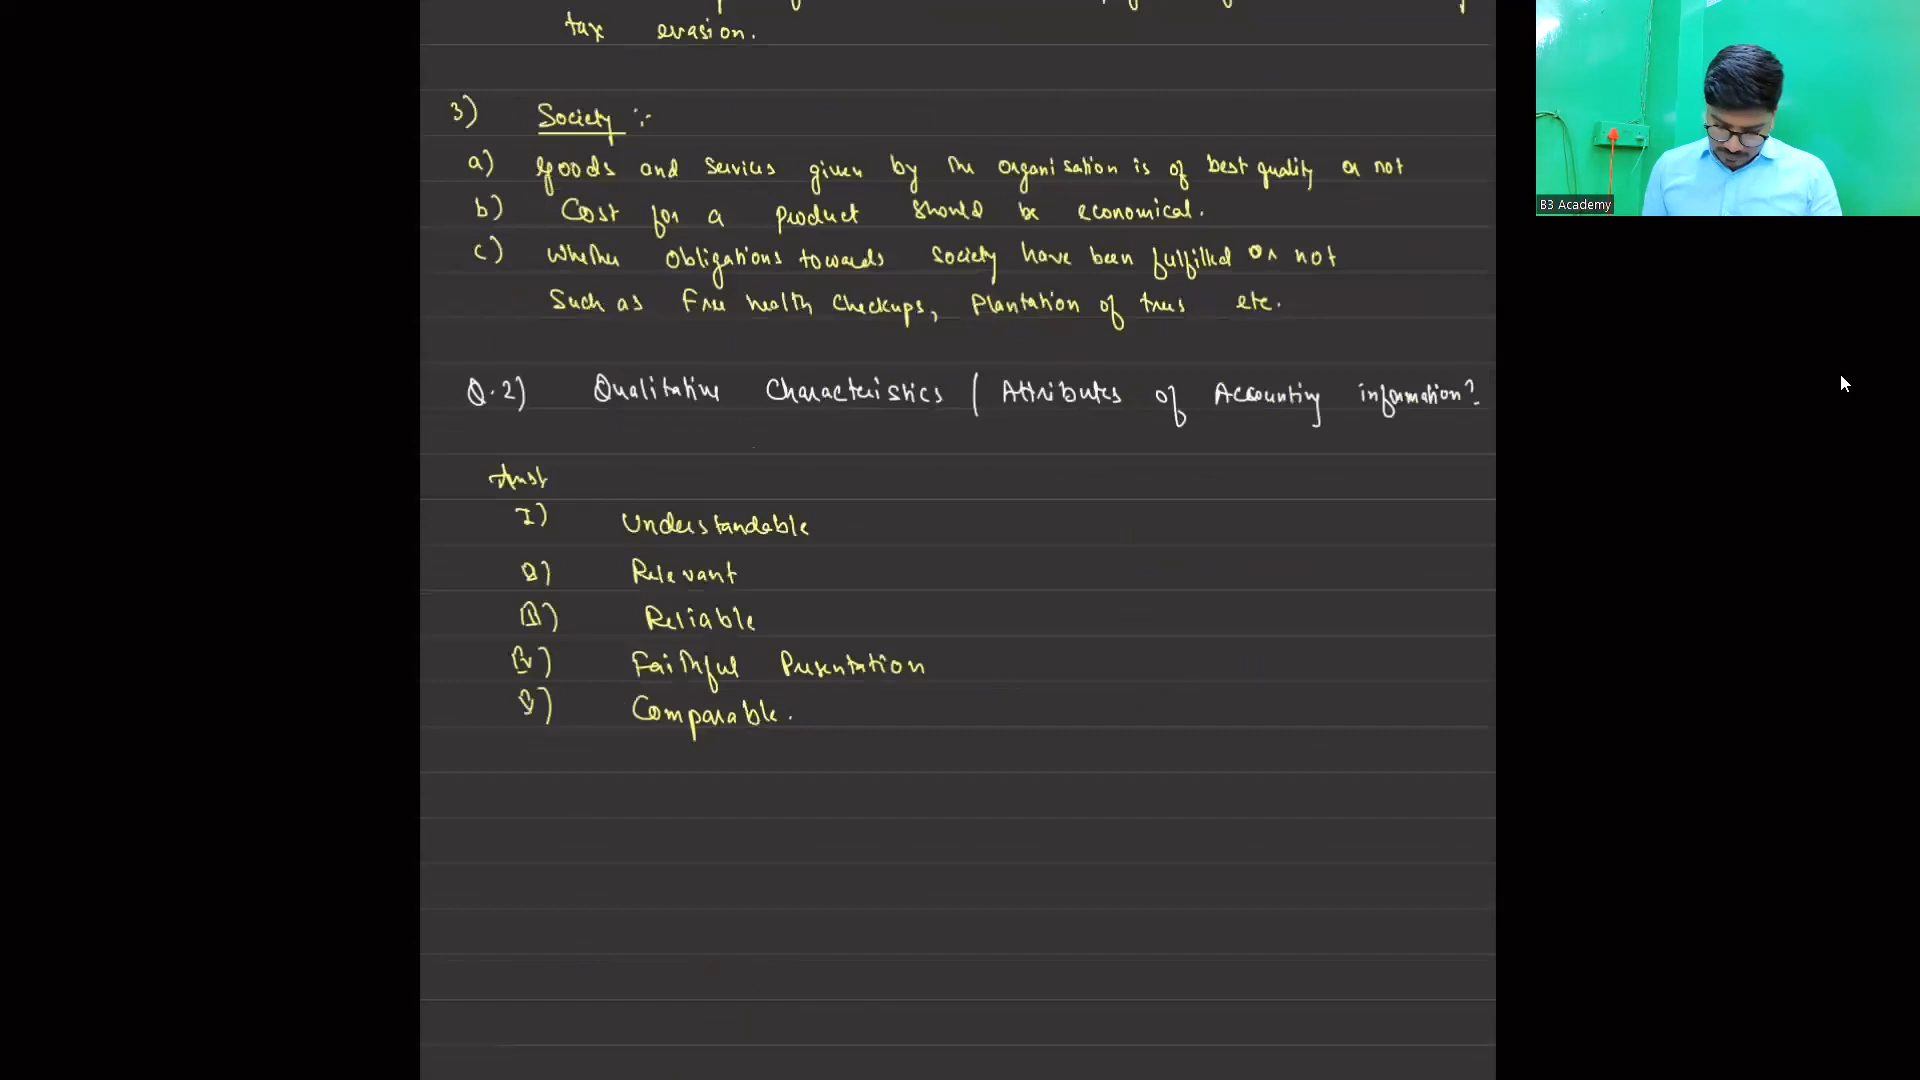 tax evasion.
3) Society :-
a) goods and Services given by the organisation is of best quality or not
b) Cost for a product should be economical.
c) Whether obligations towards society have been fulfilled or not
Such as Free health Checkups, Plantation of trees etc.
Q.2) Qualitative Characteristics / Attributes of Accounting information?
I) Understandable
II) Relevant
III) Reliable
IV) Faithful Presentation
V) Comparable.
B3 Academy